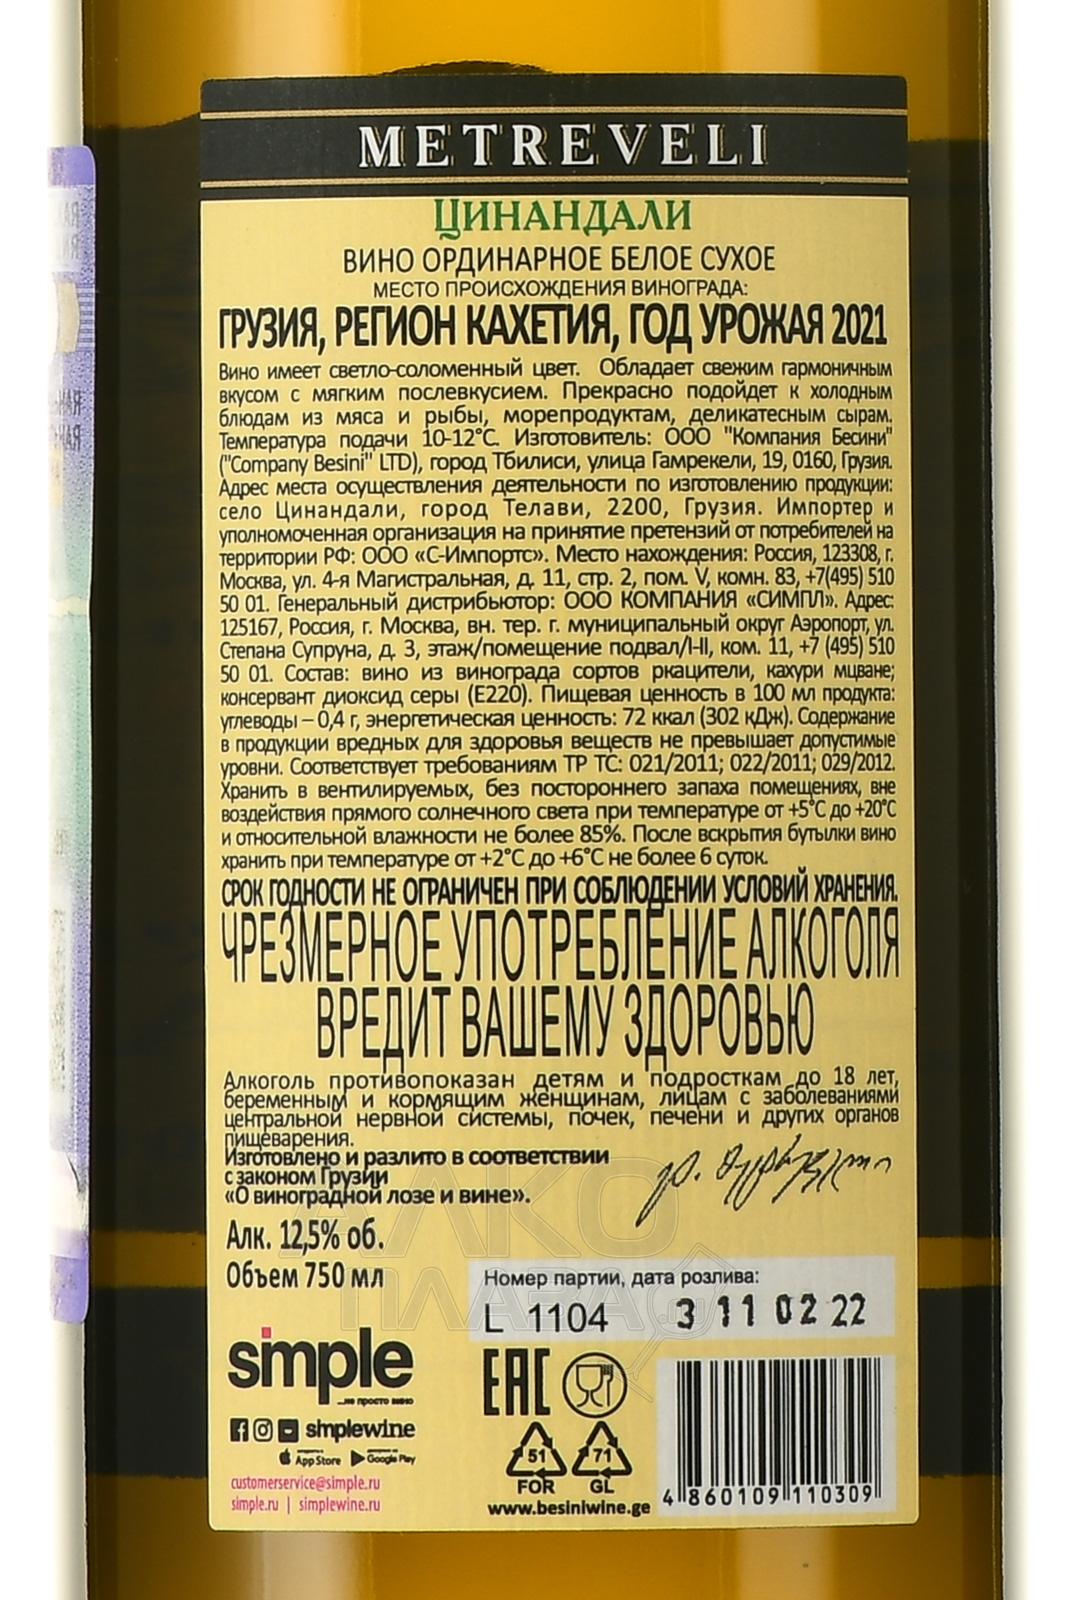 METREVELI
ЦИНАНДАЛИ
ВИНО ОРДИНАРНОЕ БЕЛОЕ СУХОЕ
МЕСТО ПРОИСХОЖДЕНИЯ ВИНОГРАДА:
ГРУЗИЯ, РЕГИОН КАХЕТИЯ, ГОД УРОЖАЯ 2021
Вино имеет светло-соломенный цвет. Обладает свежим гармоничным
вкусом с мягким послевкусием. Прекрасно подойдет к холодным
блюдам из мяса и рыбы, морепродуктам, деликатесным сырам.
Температура подачи 10-12°C. Изготовитель: ООО "Компания Бесини"
("Company Besini" LTD), город Тбилиси, улица Гамрекели, 19, 0160, Грузия.
Адрес места осуществления деятельности по изготовлению продукции:
село Цинандали, город Телави, 2200, Грузия. Импортер и
уполномоченная организация на принятие претензий от потребителей на
территории РФ: ООО «С-Импортс». Место нахождения: Россия, 123308, г.
Москва, ул. 4-я Магистральная, д. 11, стр. 2, пом. V, комн. 83, +7(495) 510
50 01. Генеральный дистрибьютор: ООО КОМПАНИЯ «СИМПЛ». Адрес:
125167, Россия, г. Москва, вн. тер. г. муниципальный округ Аэропорт, ул.
Степана Супруна, д. 3, этаж/помещение подвал/I-II, ком. 11, +7 (495) 510
50 01. Состав: вино из винограда сортов ркацители, кахури мцване;
консервант диоксид серы (Е220). Пищевая ценность в 100 мл продукта:
углеводы – 0,4 г, энергетическая ценность: 72 ккал (302 кДж). Содержание
в продукции вредных для здоровья веществ не превышает допустимые
уровни. Соответствует требованиям ТР ТС: 021/2011; 022/2011; 029/2012.
Хранить в вентилируемых, без постороннего запаха помещениях, вне
воздействия прямого солнечного света при температуре от +5°C до +20°C
и относительной влажности не более 85%. После вскрытия бутылки вино
хранить при температуре от +2°C до +6°C не более 6 суток.
СРОК ГОДНОСТИ НЕ ОГРАНИЧЕН ПРИ СОБЛЮДЕНИИ УСЛОВИЙ ХРАНЕНИЯ.
ЧРЕЗМЕРНОЕ УПОТРЕБЛЕНИЕ АЛКОГОЛЯ
ВРЕДИТ ВАШЕМУ ЗДОРОВЬЮ
Алкоголь противопоказан детям и подросткам до 18 лет,
беременным и кормящим женщинам, лицам с заболеваниями
центральной нервной системы, почек, печени и других органов
пищеварения.
Изготовлено и разлито в соответствии
с законом Грузии
«О виноградной лозе и вине».
Алк. 12,5% об.
Объем 750 мл
Номер партии, дата розлива:
L 1104 3 11 02 22
simple
...не просто вино
simplewine
App Store Google Play
customerservice@simple.ru
simple.ru | simplewine.ru
EAC
51 71
FOR GL
www.besiniwine.ge
4 860109 110309
АЛКО
ПЛАЗА.ru